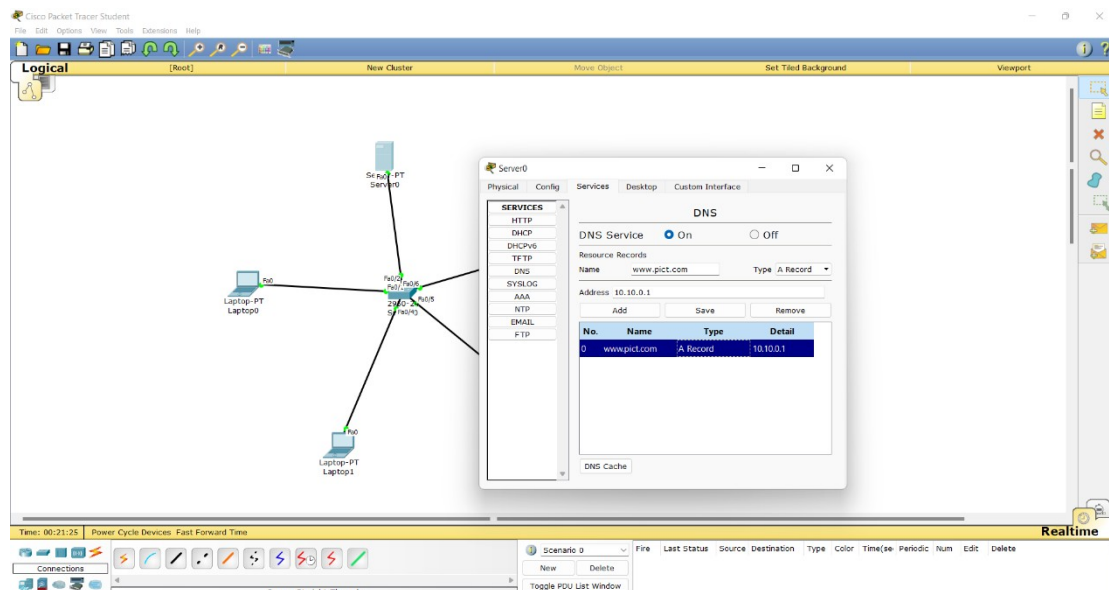 Cisco Packet Tracer Student
File Edit Options View Tools Extensions Help
Logical [Root] New Cluster Move Object Set Tiled Background Viewport
Server0
Physical Config Services Desktop Custom Interface
SERVICES
HTTP
DHCP
DHCPv6
TFTP
DNS
SYSLOG
AAA
NTP
EMAIL
FTP
DNS
DNS Service On Off
Resource Records
Name www.pict.com Type A Record
Address 10.10.0.1
Add Save Remove
No. Name Type Detail
0 www.pict.com A Record 10.10.0.1
DNS Cache
Fa0
Server0
Fa0
Laptop-PT
Laptop0
Fa0/6
Fa0/5
Fa0
Laptop-PT
Laptop1
Time: 00:21:25 Power Cycle Devices Fast Forward Time Realtime
Connections
Scenario 0
New Delete
Toggle PDU List Window
Fire Last Status Source Destination Type Color Time(se Periodic Num Edit Delete